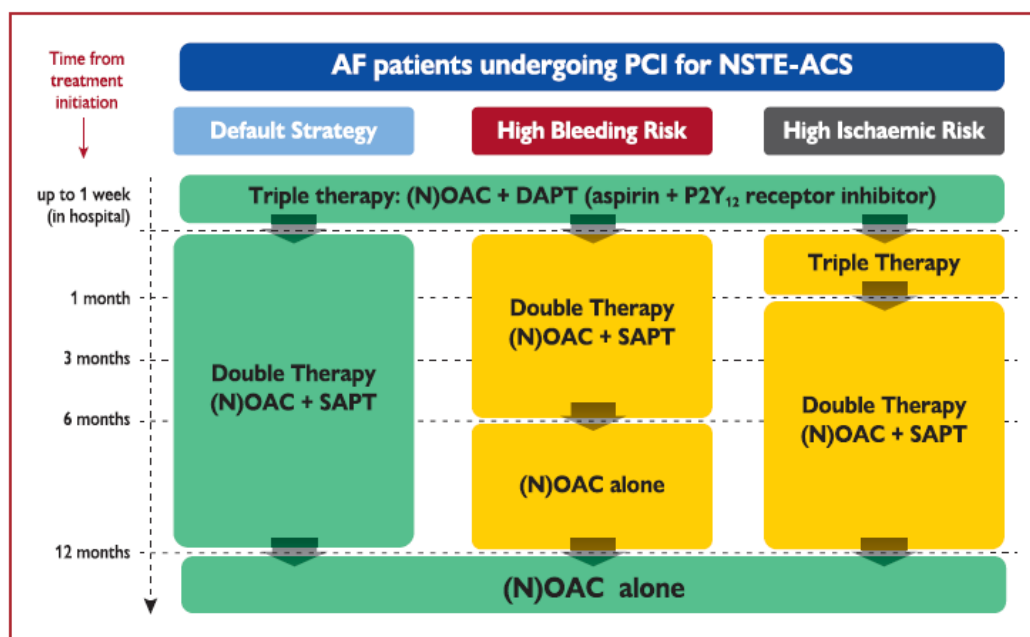 Time from
treatment
initiation
AF patients undergoing PCI for NSTE-ACS
Default Strategy
High Bleeding Risk
High Ischaemic Risk
up to 1 week
(in hospital)
Triple therapy: (N)OAC + DAPT (aspirin + P2Y₁₂ receptor inhibitor)
Triple Therapy
1 month
Double Therapy
(N)OAC + SAPT
3 months
Double Therapy
(N)OAC + SAPT
Double Therapy
(N)OAC + SAPT
6 months
(N)OAC alone
12 months
(N)OAC alone